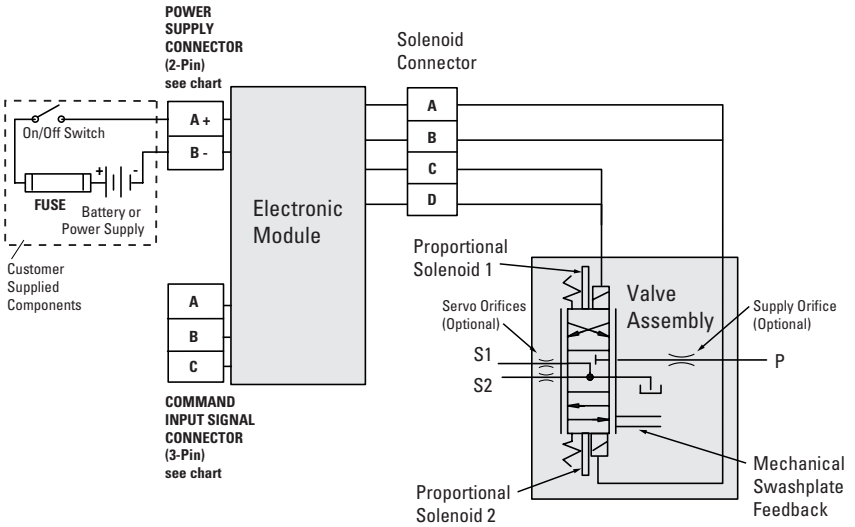 POWER
SUPPLY
CONNECTOR
(2-Pin)
see chart
Solenoid
Connector
On/Off Switch
A +
B -
A
B
C
D
+
-
FUSE
Battery or
Power Supply
Electronic
Module
Customer
Supplied
Components
A
B
C
COMMAND
INPUT SIGNAL
CONNECTOR
(3-Pin)
see chart
Proportional
Solenoid 1
Servo Orifices
(Optional)
Valve
Assembly
Supply Orifice
(Optional)
S1
S2
P
Proportional
Solenoid 2
Mechanical
Swashplate
Feedback